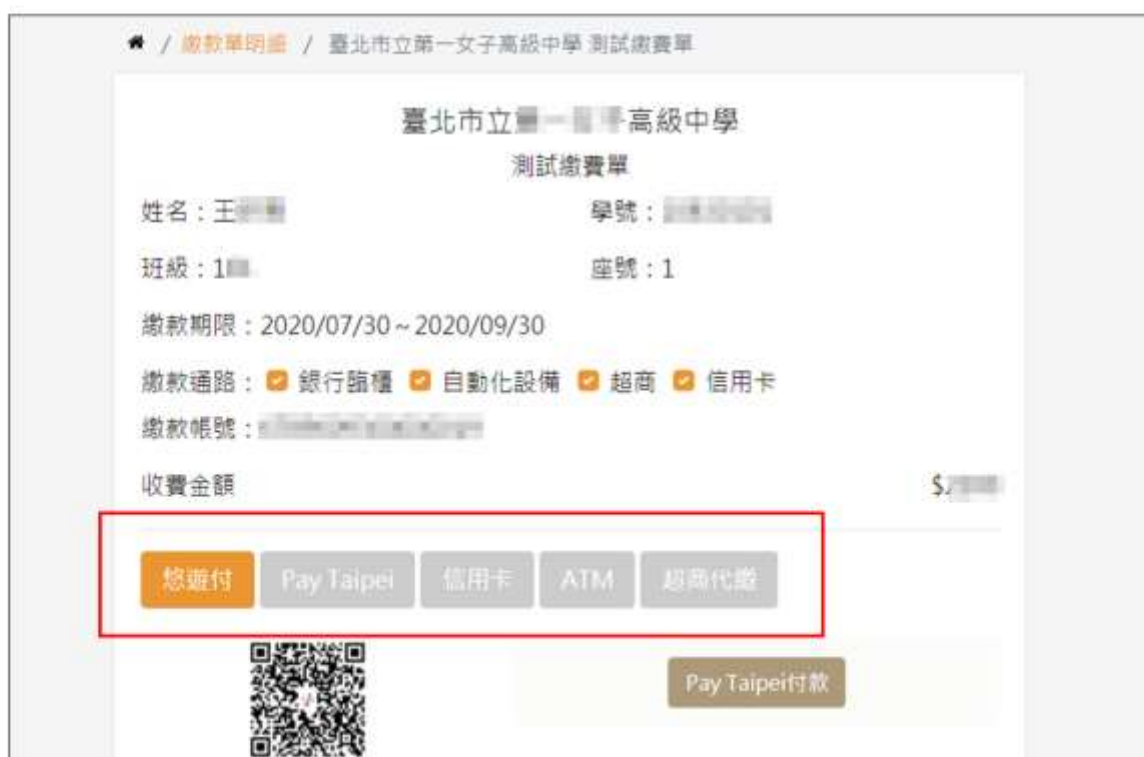 / 繳款單明細 / 臺北市立第一女子高級中學 測試繳費單
臺北市立 高級中學
測試繳費單
姓名：王
學號：
班級：1
座號：1
繳款期限：2020/07/30～2020/09/30
繳款通路： 銀行臨櫃 自動化設備 超商 信用卡
繳款帳號：
收費金額
$
悠遊付 Pay Taipei 信用卡 ATM 超商代繳
Pay Taipei付款